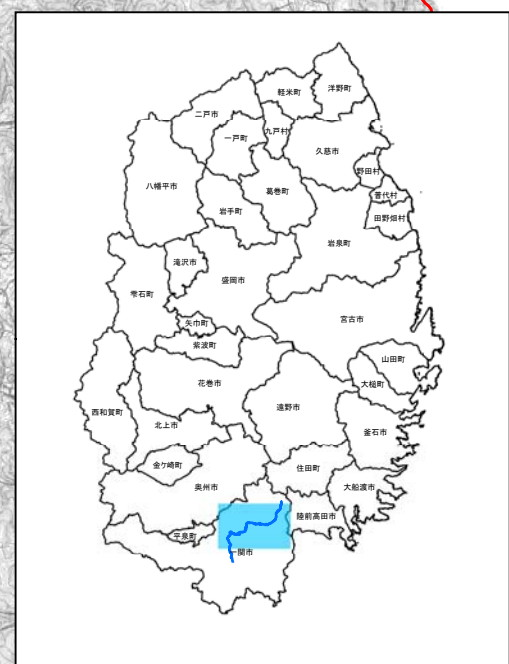 洋野町
軽米町
二戸市
九戸村
一戸町
久慈市
野田村
八幡平市
葛巻町
普代村
岩手町
田野畑村
岩泉町
滝沢市
盛岡市
雫石町
宮古市
矢巾町
紫波町
山田町
花巻市
大槌町
遠野市
西和賀町
北上市
釜石市
金ケ崎町
住田町
奥州市
大船渡市
陸前高田市
平泉町
一関市